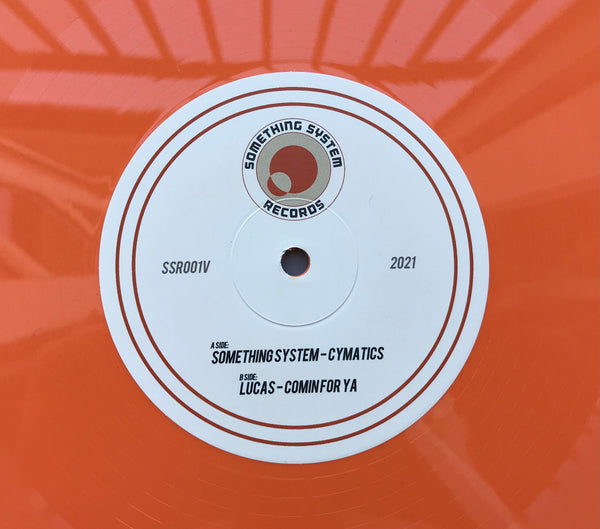 SOMETHING SYSTEM
RECORDS
SSR001V
2021
A SIDE:
SOMETHING SYSTEM - CYMATICS
B SIDE:
LUCAS - COMIN FOR YA